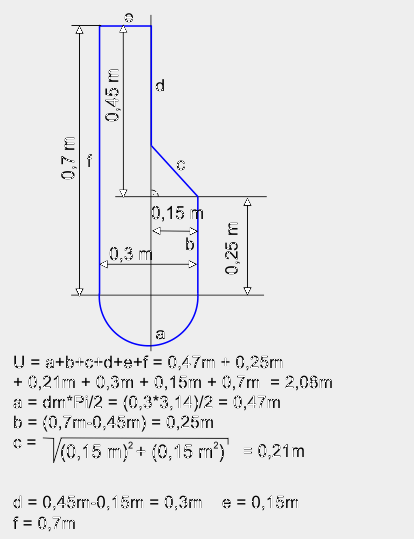 e
0,45 m
d
0,7 m
f
c
0,15 m
b
0,25 m
0,3 m
a
U = a+b+c+d+e+f = 0,47m + 0,25m
+ 0,21m + 0,3m + 0,15m + 0,7m = 2,08m
a = dm*Pi/2 = (0,3*3,14)/2 = 0,47m
b = (0,7m-0,45m) = 0,25m
c = √(0,15 m)² + (0,15 m²) = 0,21m
d = 0,45m-0,15m = 0,3m e = 0,15m
f = 0,7m